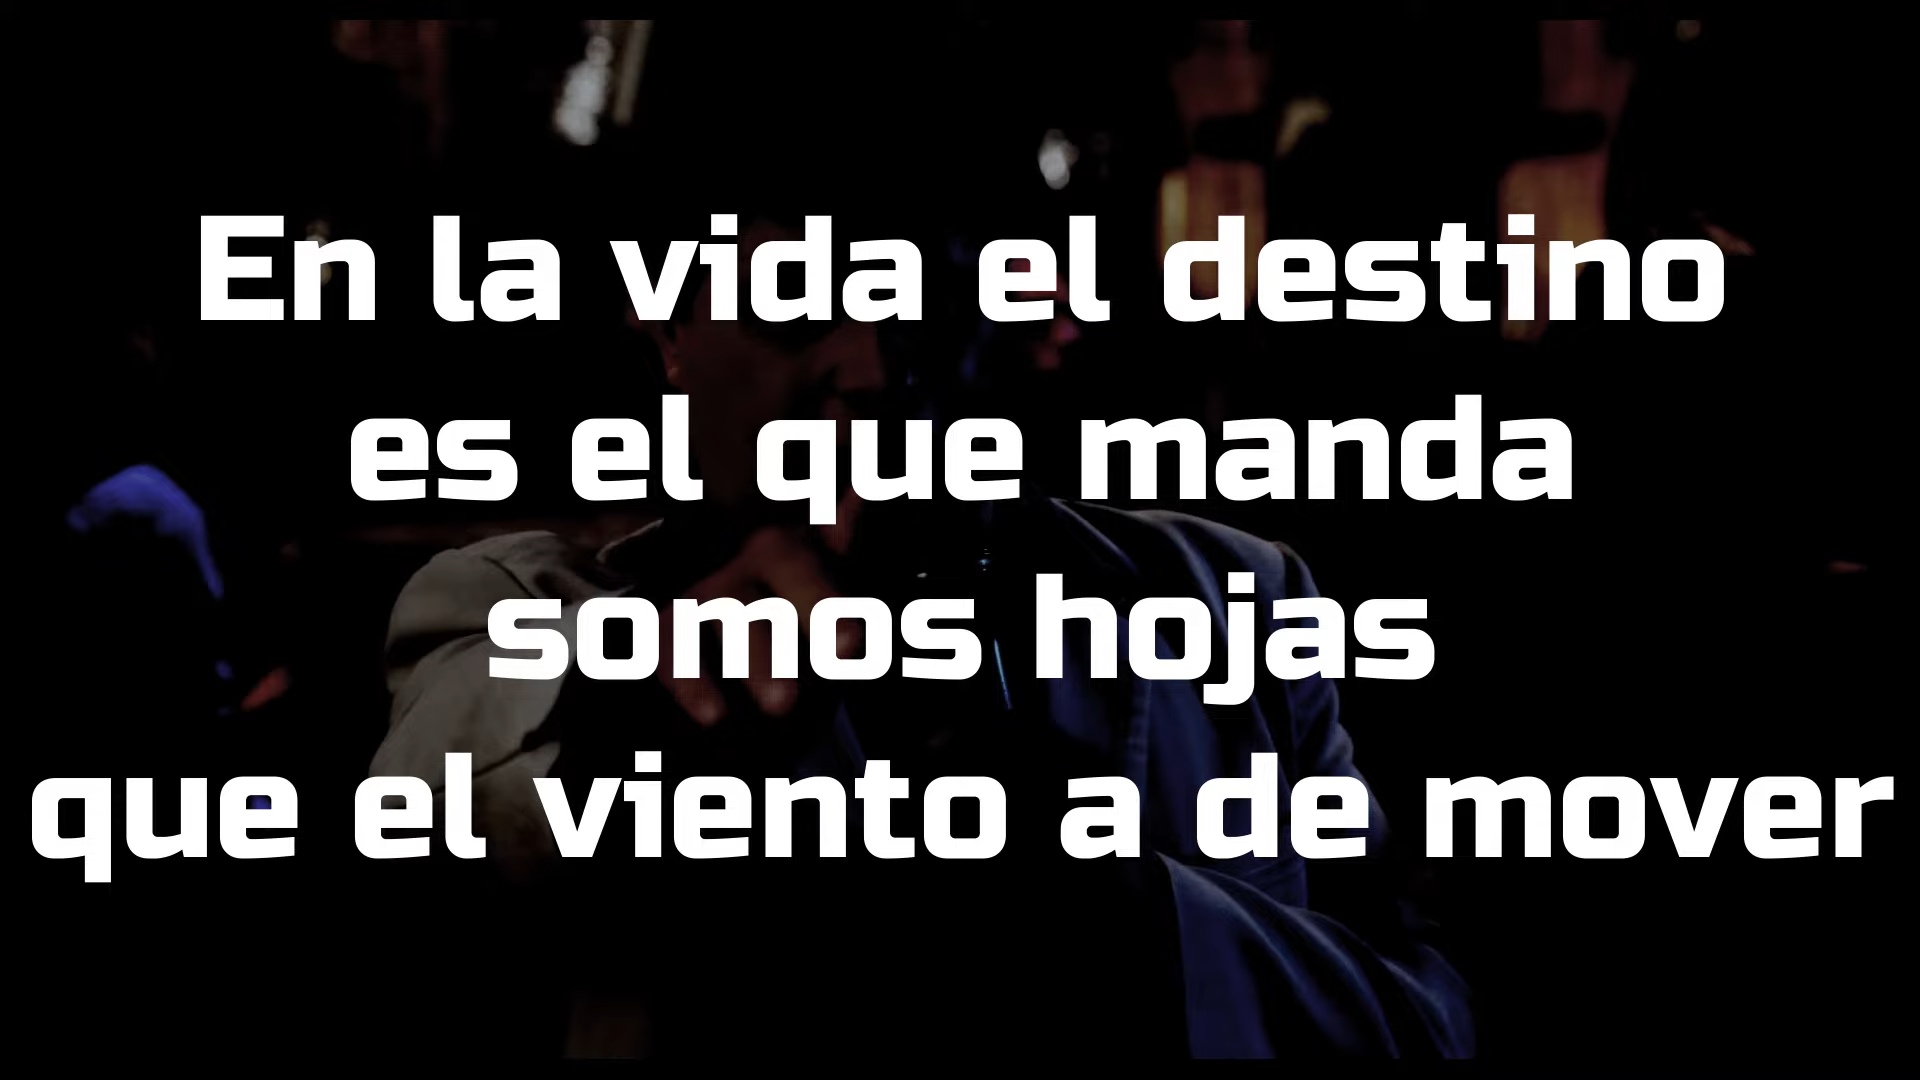 En la vida el destino
es el que manda
somos hojas
que el viento a de mover